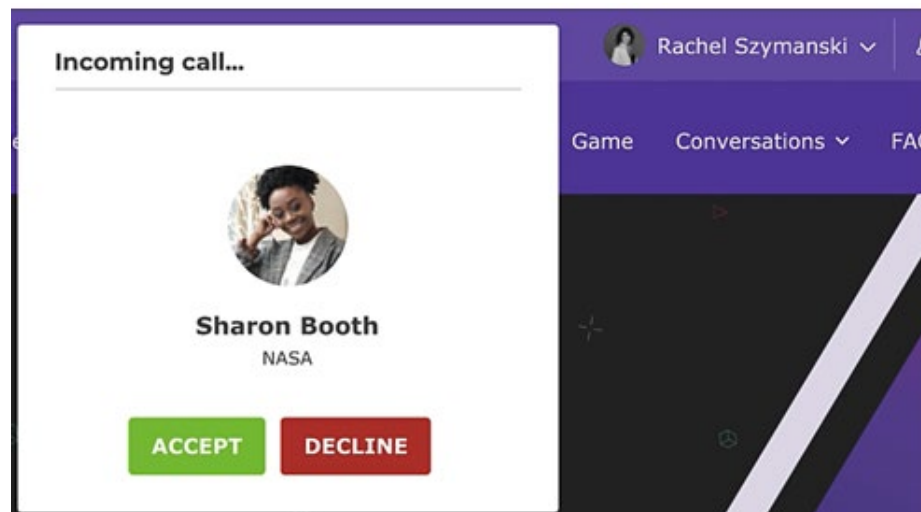 Incoming call...
Rachel Szymanski
Game Conversations
Sharon Booth
NASA
ACCEPT DECLINE